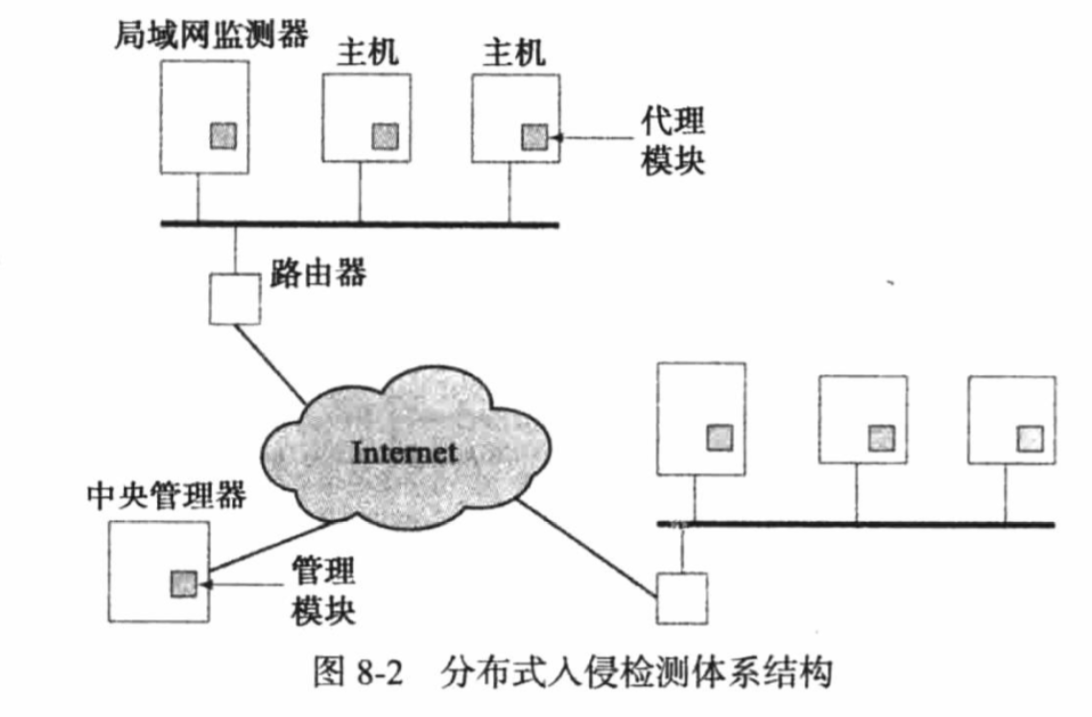 局域网监测器
主机
主机
代理
模块
路由器
Internet
中央管理器
管理
模块
图 8-2 分布式入侵检测体系结构